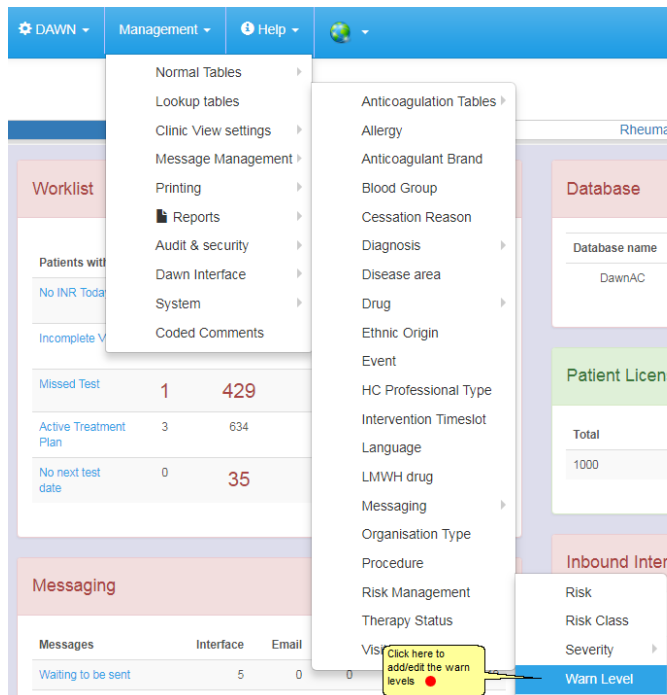 DAWN
Management
Help
Normal Tables
Lookup tables
Clinic View settings
Message Management
Printing
Reports
Audit & security
Dawn Interface
System
Coded Comments
Anticoagulation Tables
Allergy
Anticoagulant Brand
Blood Group
Cessation Reason
Diagnosis
Disease area
Drug
Ethnic Origin
Event
HC Professional Type
Intervention Timeslot
Language
LMWH drug
Messaging
Organisation Type
Procedure
Risk Management
Therapy Status
Risk
Risk Class
Severity
Warn Level
Click here to
add/edit the warn
levels
Worklist
Patients with
No INR Toda
Incomplete V
Missed Test 1 429
Active Treatment 3 634
Plan
No next test 0 35
date
Messaging
Messages Interface Email
Waiting to be sent 5 0 0
Rheuma
Database
Database name
DawnAC
Patient Licen
Total
1000
Inbound Inter